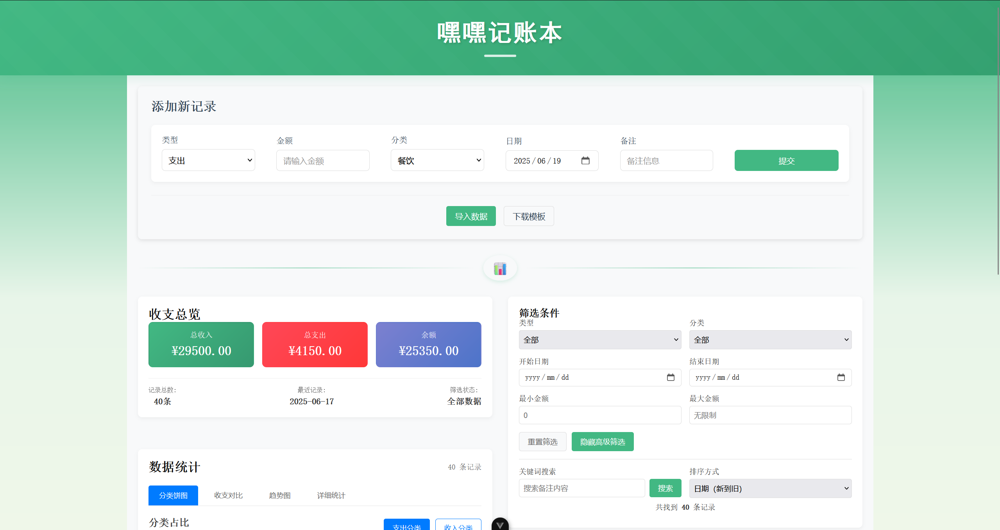 嘿嘿记账本
添加新记录
类型
金额
分类
日期
备注
支出
请输入金额
餐饮
2025/06/19
备注信息
提交
导入数据
下载模板
收支总览
总收入
¥29500.00
总支出
¥4150.00
余额
¥25350.00
记录总数:
40条
最近记录:
2025-06-17
筛选状态:
全部数据
筛选条件
类型
全部
分类
全部
开始日期
yyyy/mm/dd
结束日期
yyyy/mm/dd
最小金额
0
最大金额
无限制
重置筛选
隐藏高级筛选
关键词搜索
搜索备注内容
搜索
排序方式
日期（新到旧）
共找到 40 条记录
数据统计
40 条记录
分类饼图
收支对比
趋势图
详细统计
分类占比
支出分类
收入分类